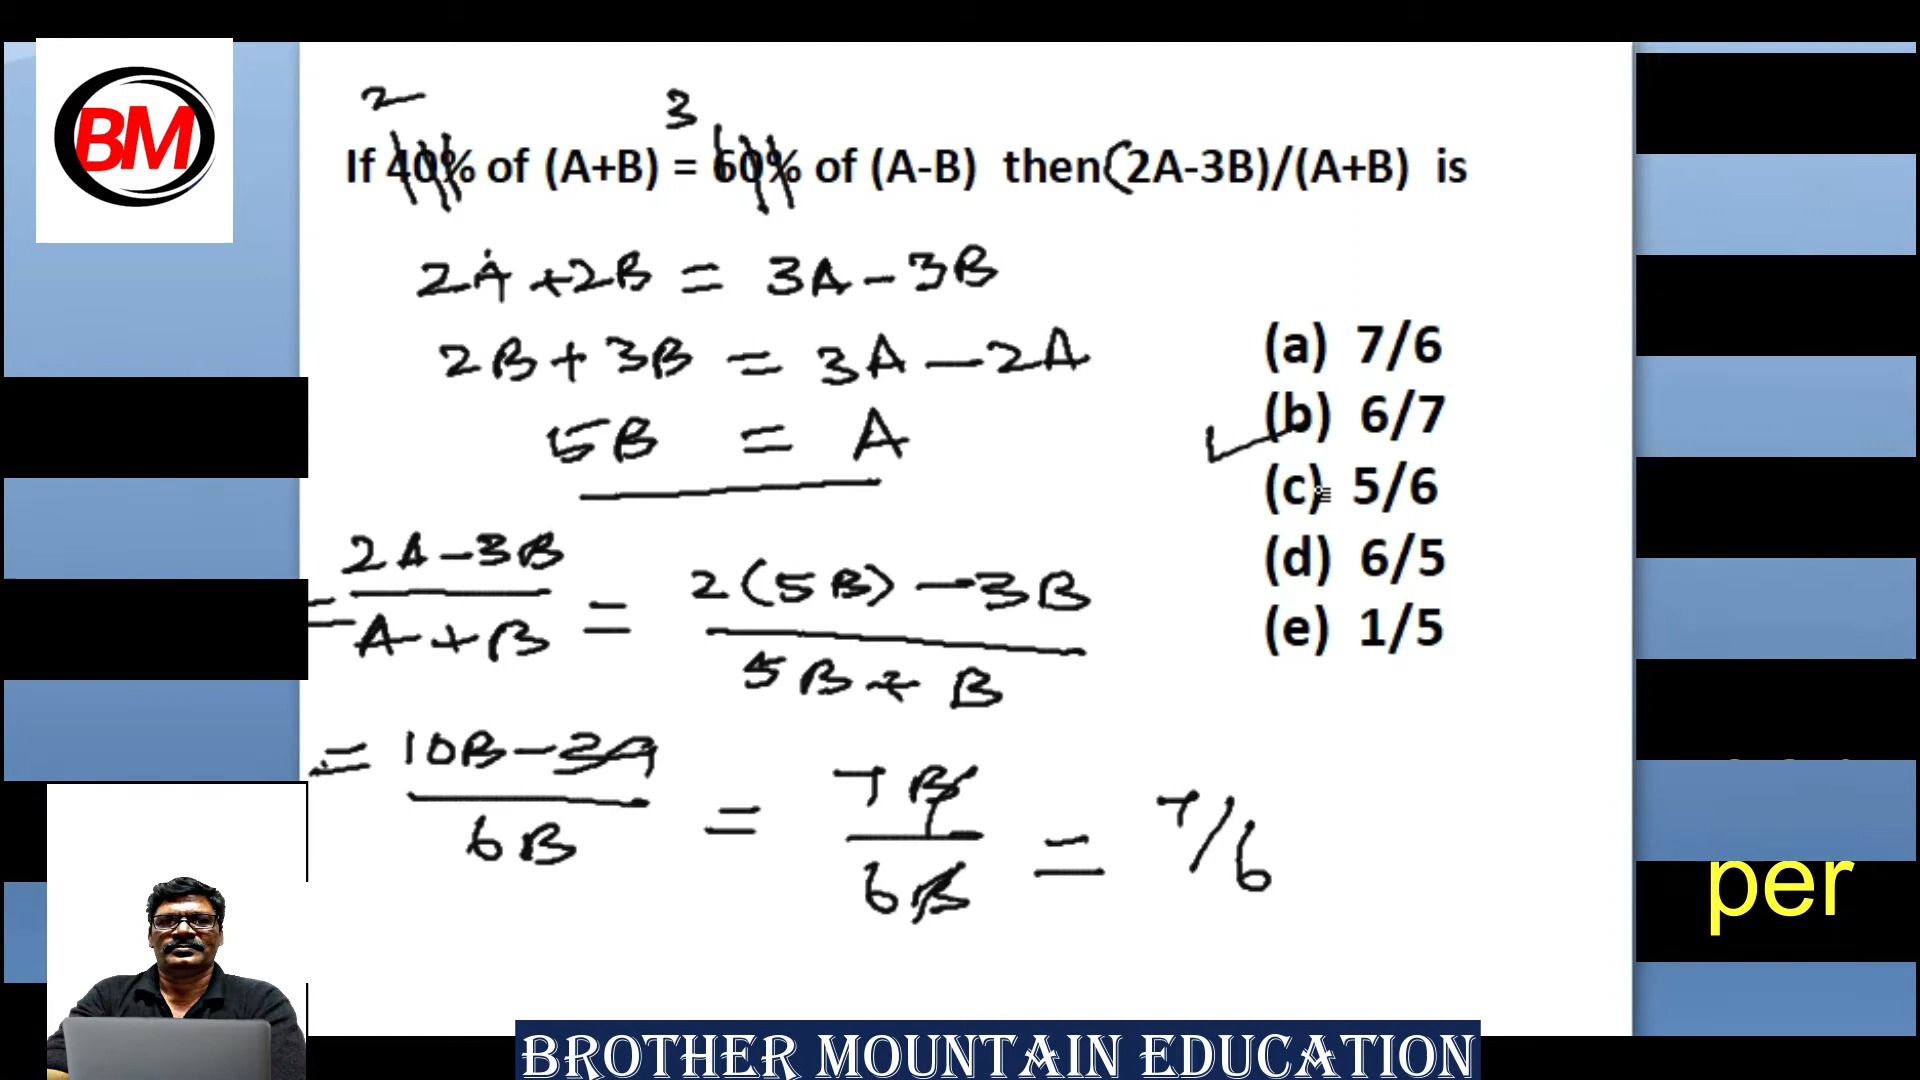 BM
2 3
If 40% of (A+B) = 60% of (A-B) then (2A-3B)/(A+B) is
2A + 2B = 3A - 3B
2B + 3B = 3A - 2A
5B = A
(a) 7/6
(b) 6/7
(c) 5/6
(d) 6/5
(e) 1/5
= 2A - 3B / A + B = 2(5B) - 3B / 5B + B
= 10B - / 6B = 7B / 6B = 7/6
per
BROTHER MOUNTAIN EDUCATION